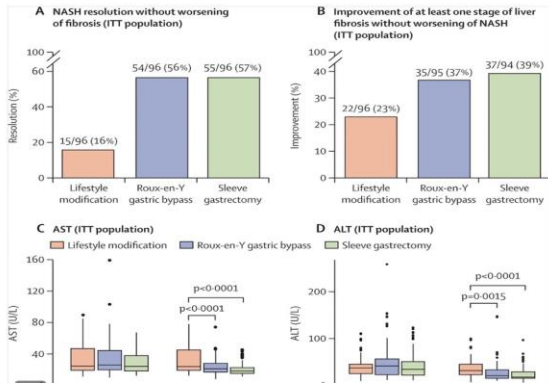 A NASH resolution without worsening
of fibrosis (ITT population)
100
60
40
20
0
Resolution (%)
15/96 (16%)
54/96 (56%)
55/96 (57%)
Lifestyle
modification
Roux-en-Y
gastric bypass
Sleeve
gastrectomy
B Improvement of at least one stage of liver
fibrosis without worsening of NASH
(ITT population)
100
40
30
20
10
0
Improvement (%)
22/96 (23%)
35/95 (37%)
37/94 (39%)
Lifestyle
modification
Roux-en-Y
gastric bypass
Sleeve
gastrectomy
C AST (ITT population)
D ALT (ITT population)
Lifestyle modification Roux-en-Y gastric bypass Sleeve gastrectomy
160
120
80
40
AST (U/L)
p<0·0001
p<0·0001
200
100
ALT (U/L)
p<0·0001
p=0·0015